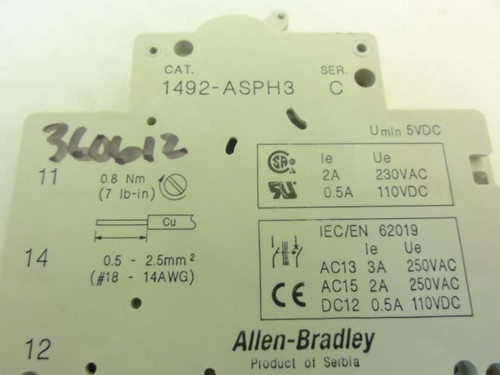 CAT. SER.
1492-ASPH3 C
Umin 5VDC
360612
11 0.8 Nm
(7 lb-in)
Cu
14 0.5 - 2.5mm²
(#18 - 14AWG)
12
Ie Ue
2A 230VAC
0.5A 110VDC
IEC/EN 62019
Ie Ue
AC13 3A 250VAC
AC15 2A 250VAC
DC12 0.5A 110VDC
CE
Allen-Bradley
Product of Serbia